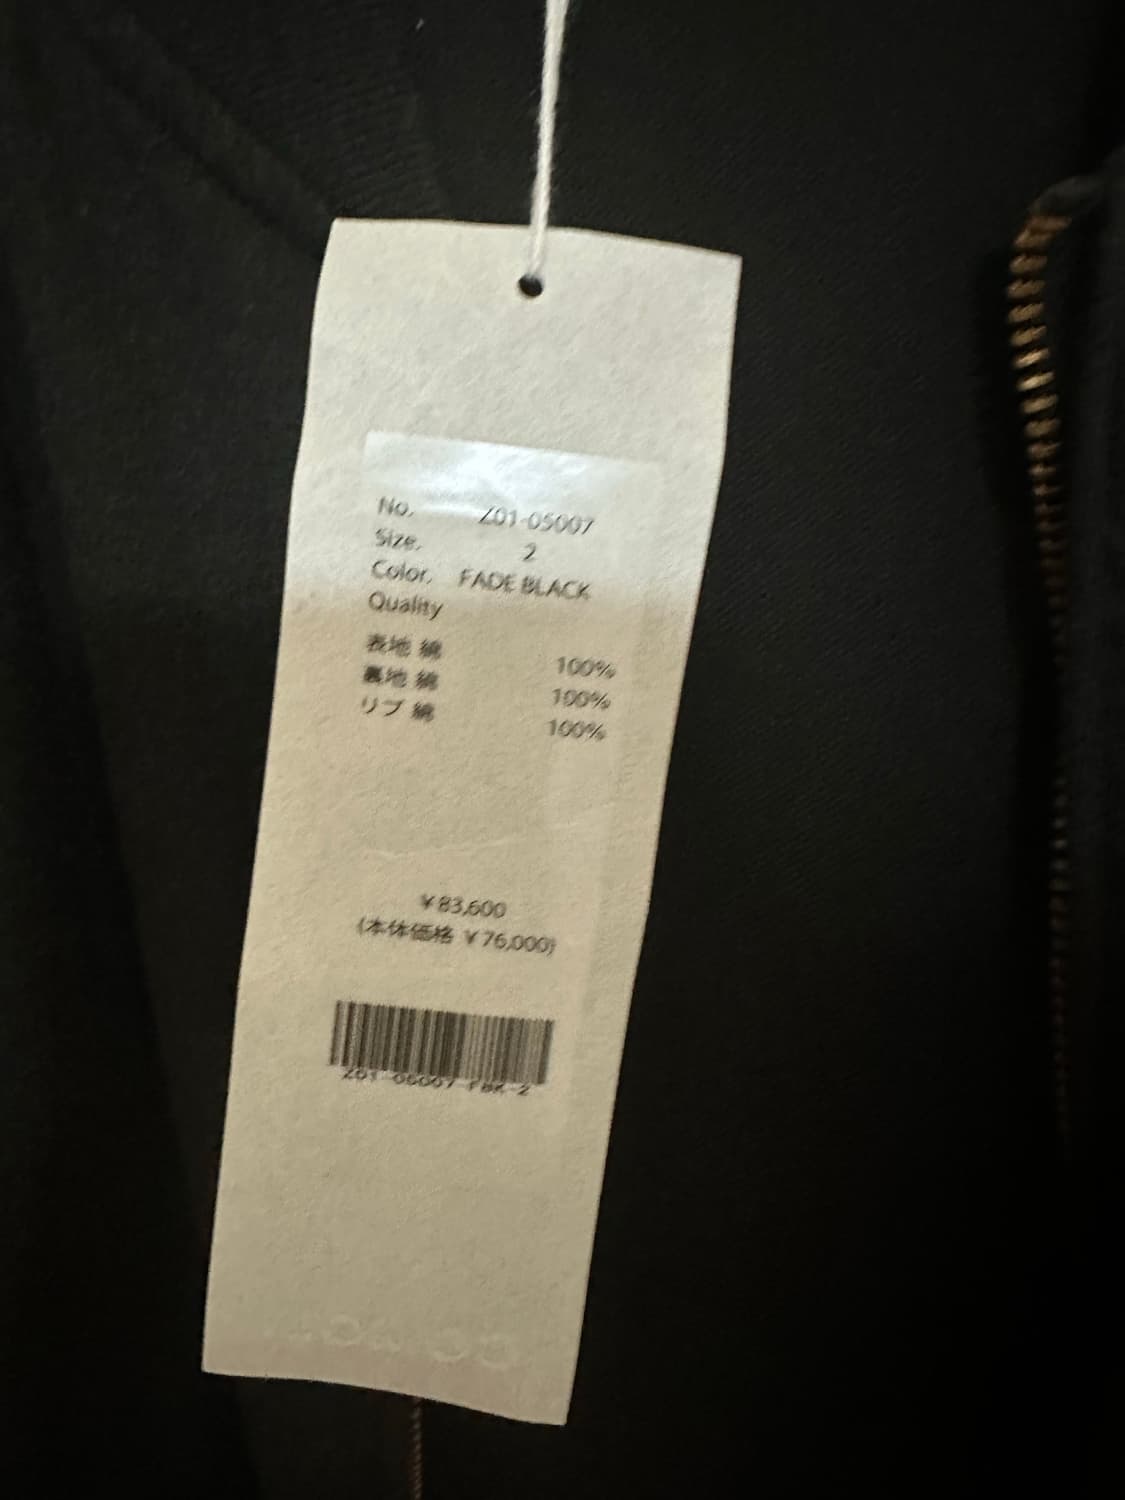 No. Z01-05007
Size. 2
Color. FADE BLACK
Quality
表地 綿 100%
裏地 綿 100%
リブ 綿 100%
¥83,600
(本体価格 ¥76,000)
Z01-05007-FBK-2